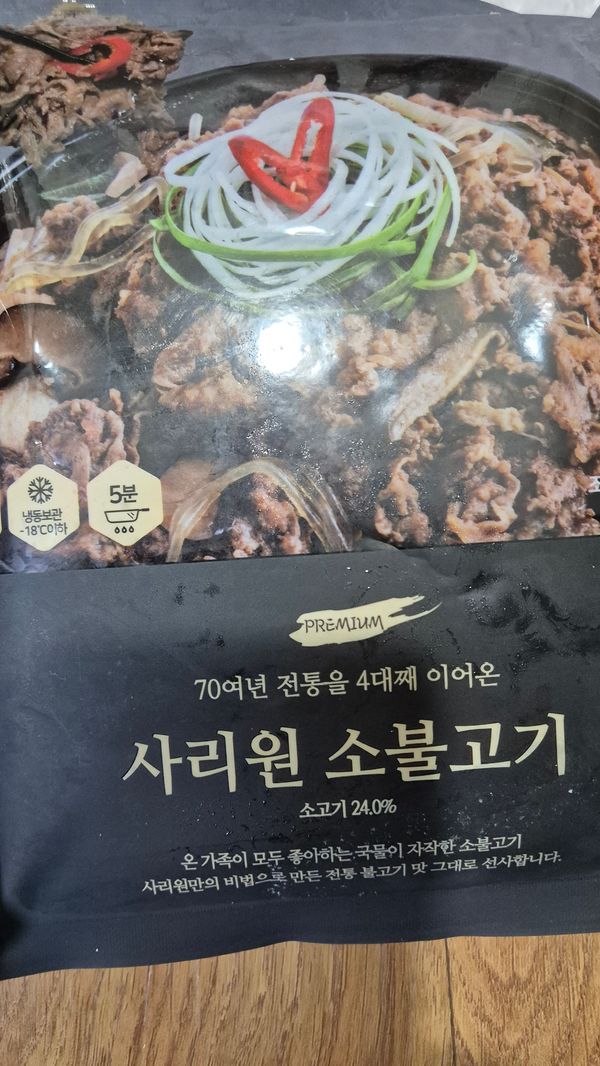 냉동보관
-18℃이하
5분
PREMIUM
70여년 전통을 4대째 이어온
사리원 소불고기
소고기 24.0%
온 가족이 모두 좋아하는 국물이 자작한 소불고기
사리원만의 비법으로 만든 전통 불고기 맛 그대로 선사합니다.